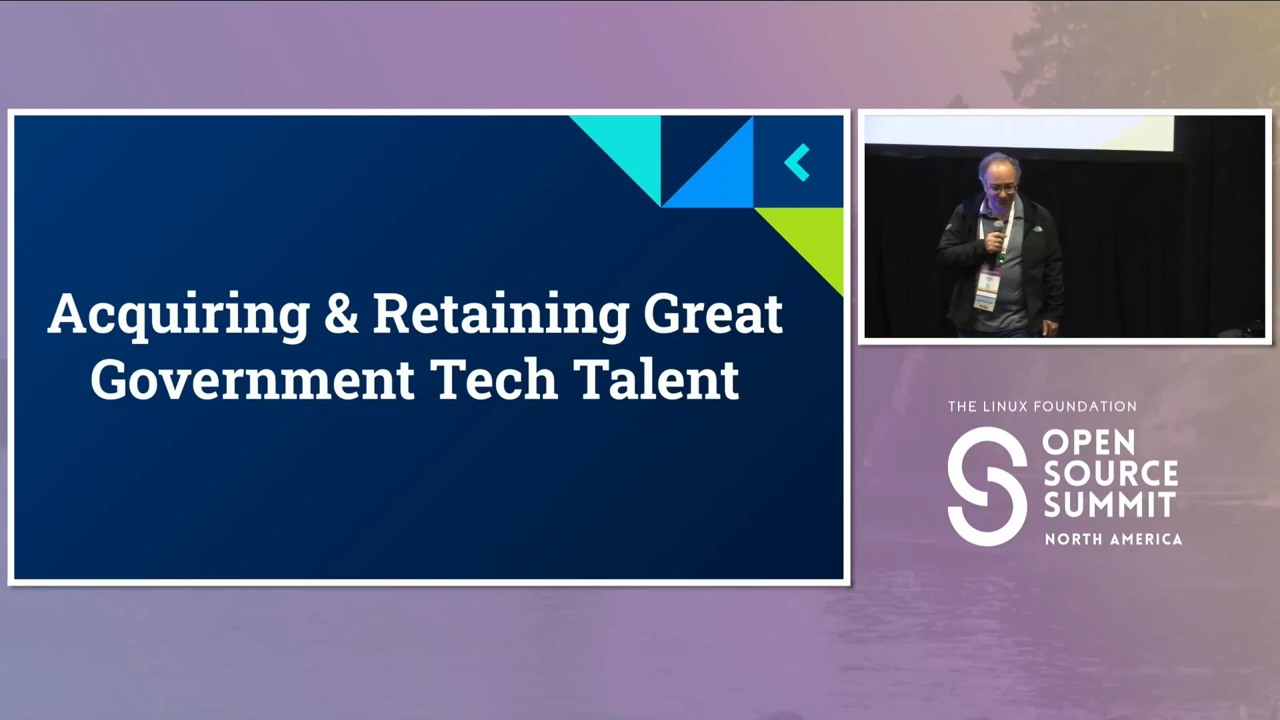 Acquiring & Retaining Great
Government Tech Talent
THE LINUX FOUNDATION
OPEN
SOURCE
SUMMIT
NORTH AMERICA